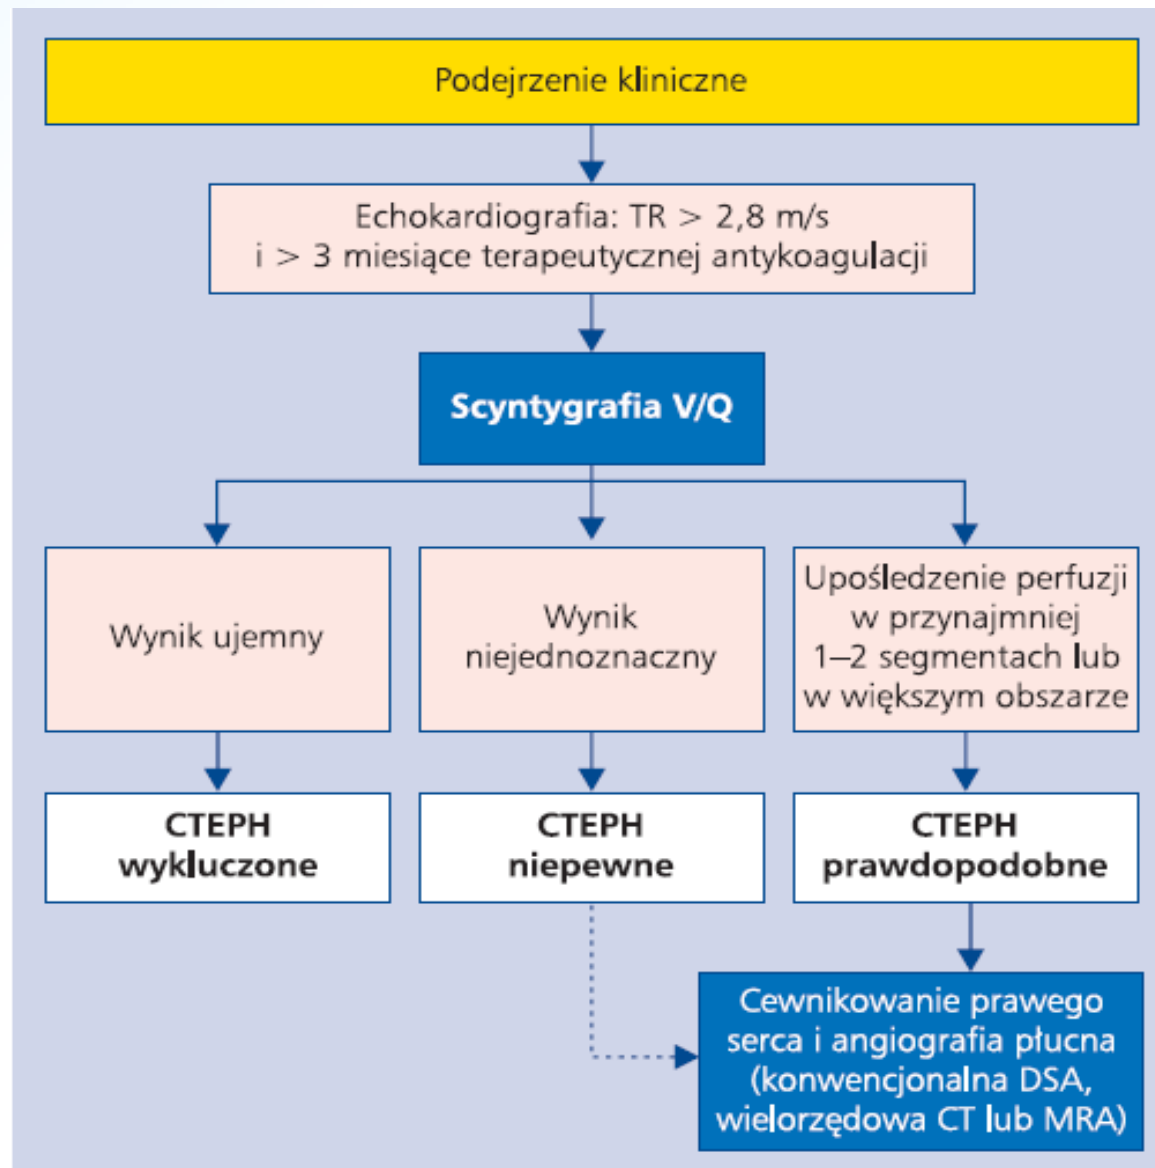 Podejrzenie kliniczne
Echokardiografia: TR > 2,8 m/s
i > 3 miesiące terapeutycznej antykoagulacji
Scyntygrafia V/Q
Wynik ujemny
Wynik
niejednoznaczny
Upośledzenie perfuzji
w przynajmniej
1–2 segmentach lub
w większym obszarze
CTEPH
wykluczone
CTEPH
niepewne
CTEPH
prawdopodobne
Cewnikowanie prawego
serca i angiografia płucna
(konwencjonalna DSA,
wielorzędowa CT lub MRA)